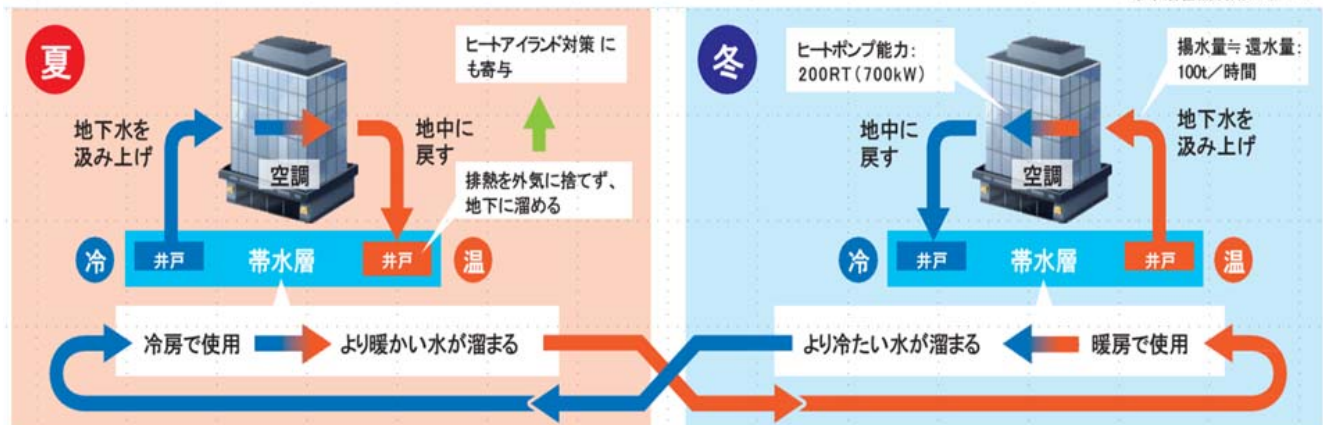 夏
ヒートアイランド対策 に
も寄与
地下水を
汲み上げ
空調
地中に
戻す
排熱を外気に捨てず、
地下に溜める
冷
井戸
帯水層
井戸
温
冷房で使用
より暖かい水が溜まる
冬
ヒートポンプ能力：
200RT（700kW）
揚水量≒還水量：
100t／時間
地中に
戻す
空調
地下水を
汲み上げ
冷
井戸
帯水層
井戸
温
より冷たい水が溜まる
暖房で使用